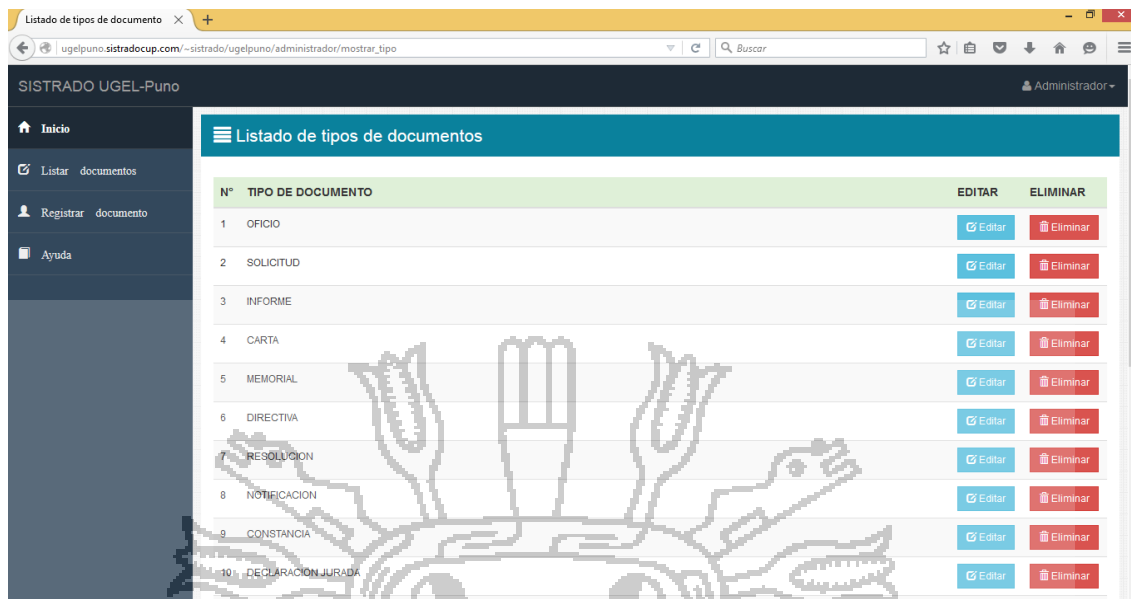 Listado de tipos de documento
ugelpuno.sistradocup.com/~sistrado/ugelpuno/administrador/mostrar_tipo
Buscar
SISTRADO UGEL-Puno
Administrador
Inicio
Listar documentos
Registrar documento
Ayuda
Listado de tipos de documentos
N° TIPO DE DOCUMENTO EDITAR ELIMINAR
1 OFICIO Editar Eliminar
2 SOLICITUD Editar Eliminar
3 INFORME Editar Eliminar
4 CARTA Editar Eliminar
5 MEMORIAL Editar Eliminar
6 DIRECTIVA Editar Eliminar
7 RESOLUCION Editar Eliminar
8 NOTIFICACION Editar Eliminar
9 CONSTANCIA Editar Eliminar
10 DECLARACION JURADA Editar Eliminar